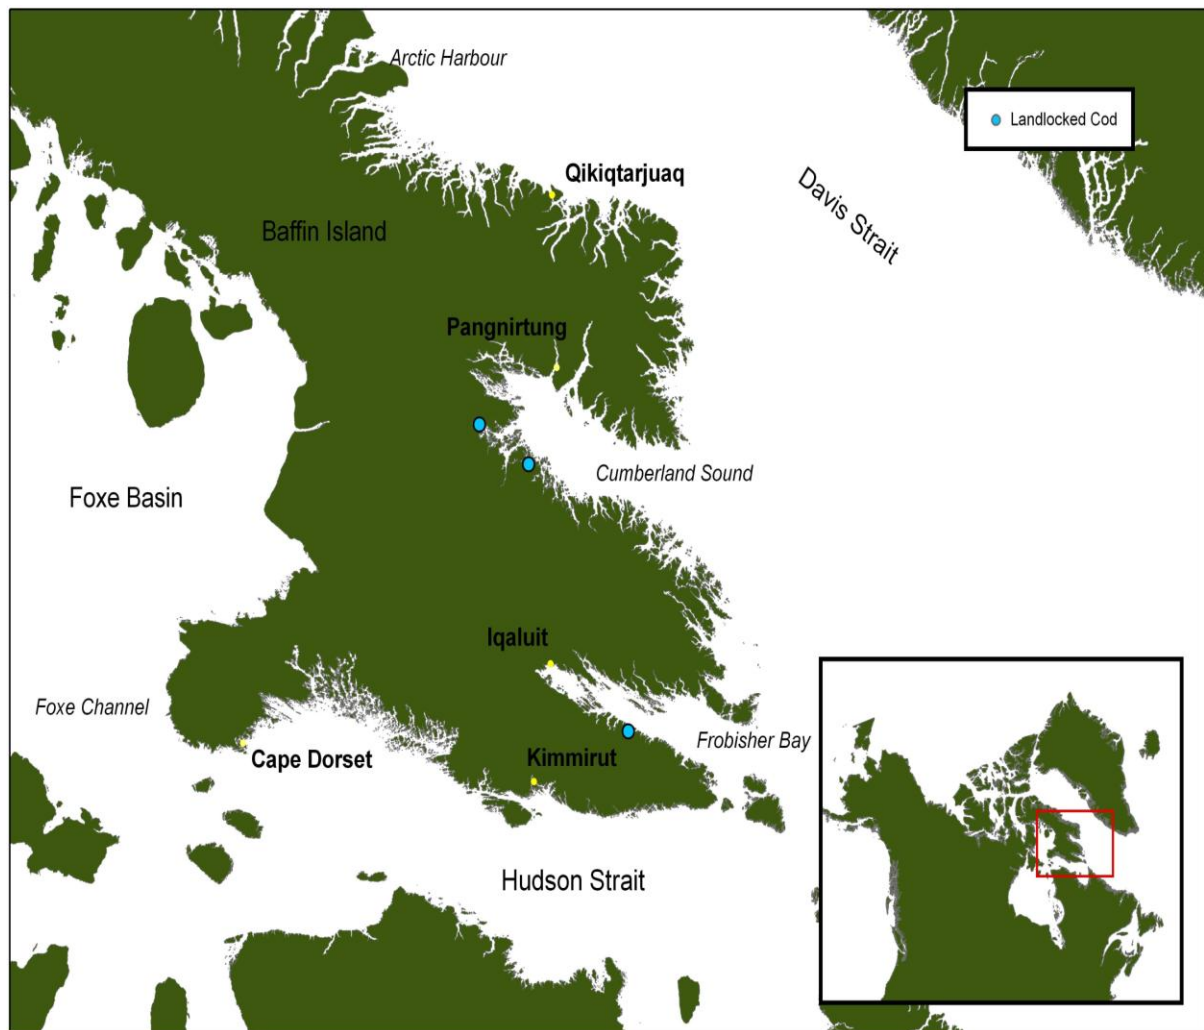 Arctic Harbour
Landlocked Cod
Qikiqtarjuaq
Davis Strait
Baffin Island
Pangnirtung
Cumberland Sound
Foxe Basin
Iqaluit
Foxe Channel
Frobisher Bay
Cape Dorset
Kimmirut
Hudson Strait